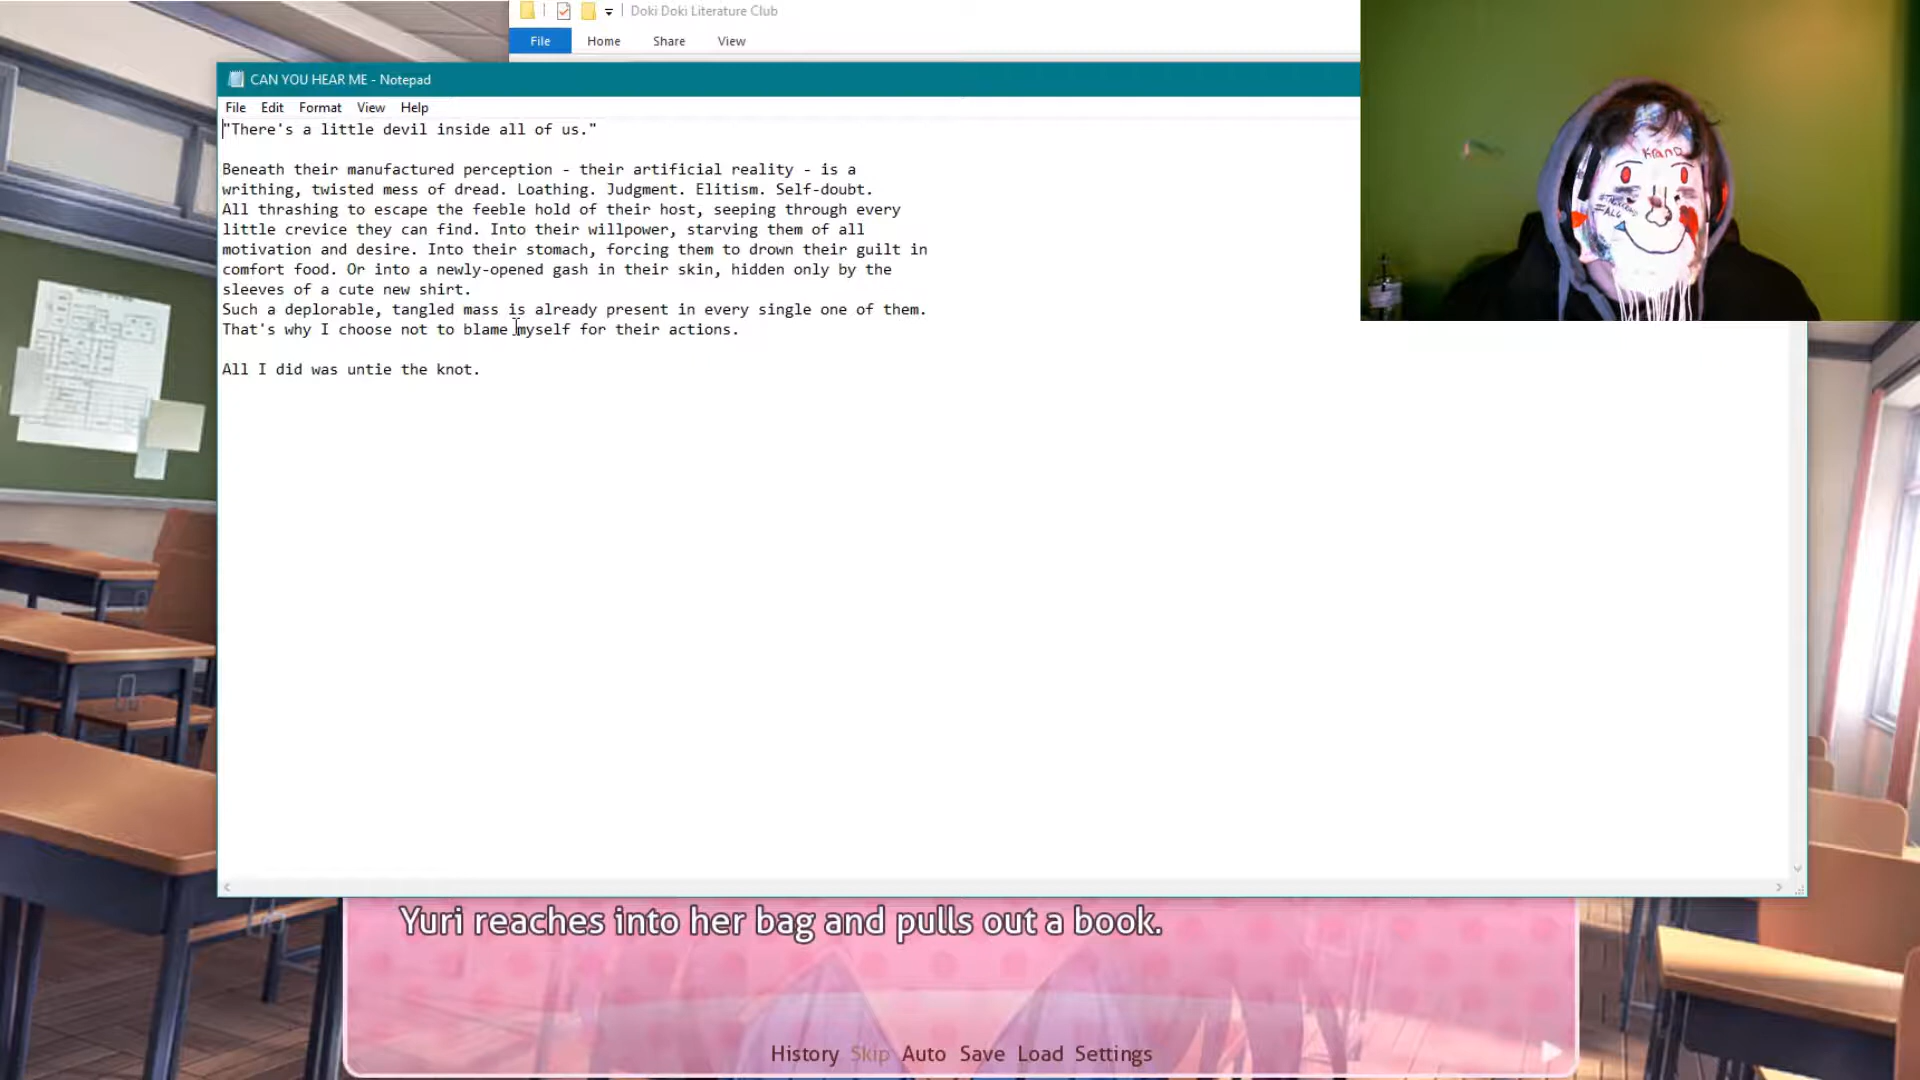 Doki Doki Literature Club
File Home Share View
CAN YOU HEAR ME - Notepad
File Edit Format View Help
"There's a little devil inside all of us."
Beneath their manufactured perception - their artificial reality - is a
writhing, twisted mess of dread. Loathing. Judgment. Elitism. Self-doubt.
All thrashing to escape the feeble hold of their host, seeping through every
little crevice they can find. Into their willpower, starving them of all
motivation and desire. Into their stomach, forcing them to drown their guilt in
comfort food. Or into a newly-opened gash in their skin, hidden only by the
sleeves of a cute new shirt.
Such a deplorable, tangled mass is already present in every single one of them.
That's why I choose not to blame myself for their actions.
All I did was untie the knot.
Yuri reaches into her bag and pulls out a book.
History Skip Auto Save Load Settings